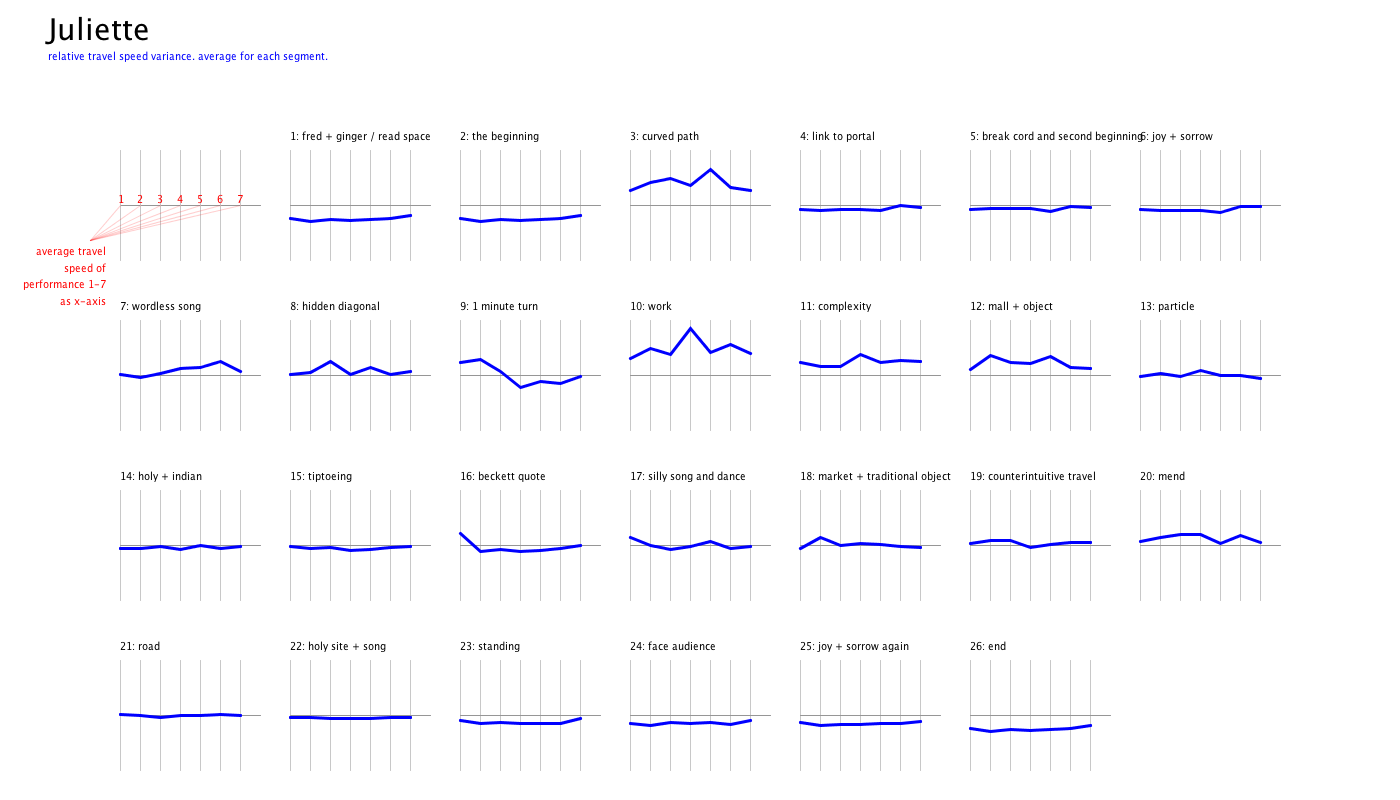 Juliette
relative travel speed variance. average for each segment.
1: fred + ginger / read space
2: the beginning
3: curved path
4: link to portal
5: break cord and second beginning
6: joy + sorrow
1 2 3 4 5 6 7
average travel
speed of
performance 1-7
as x-axis
7: wordless song
8: hidden diagonal
9: 1 minute turn
10: work
11: complexity
12: mall + object
13: particle
14: holy + indian
15: tiptoeing
16: beckett quote
17: silly song and dance
18: market + traditional object
19: counterintuitive travel
20: mend
21: road
22: holy site + song
23: standing
24: face audience
25: joy + sorrow again
26: end